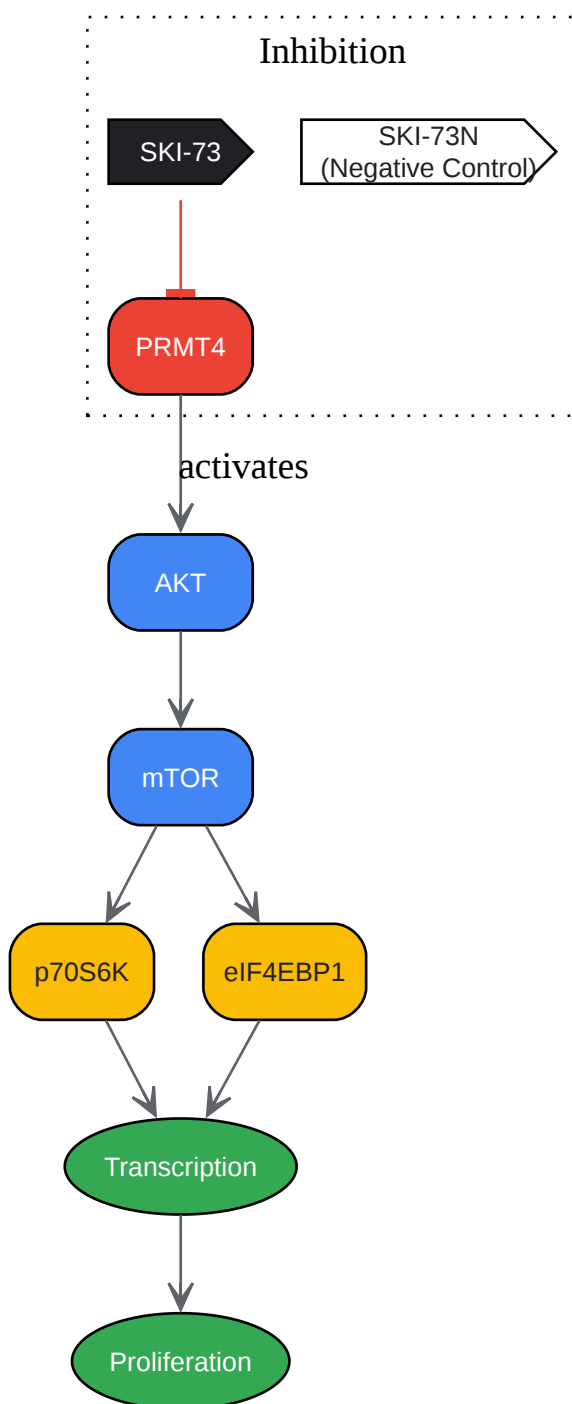 Inhibition
SKI-73
SKI-73N
(Negative Control)
PRMT4
activates
AKT
mTOR
p70S6K
eIF4EBP1
Transcription
Proliferation